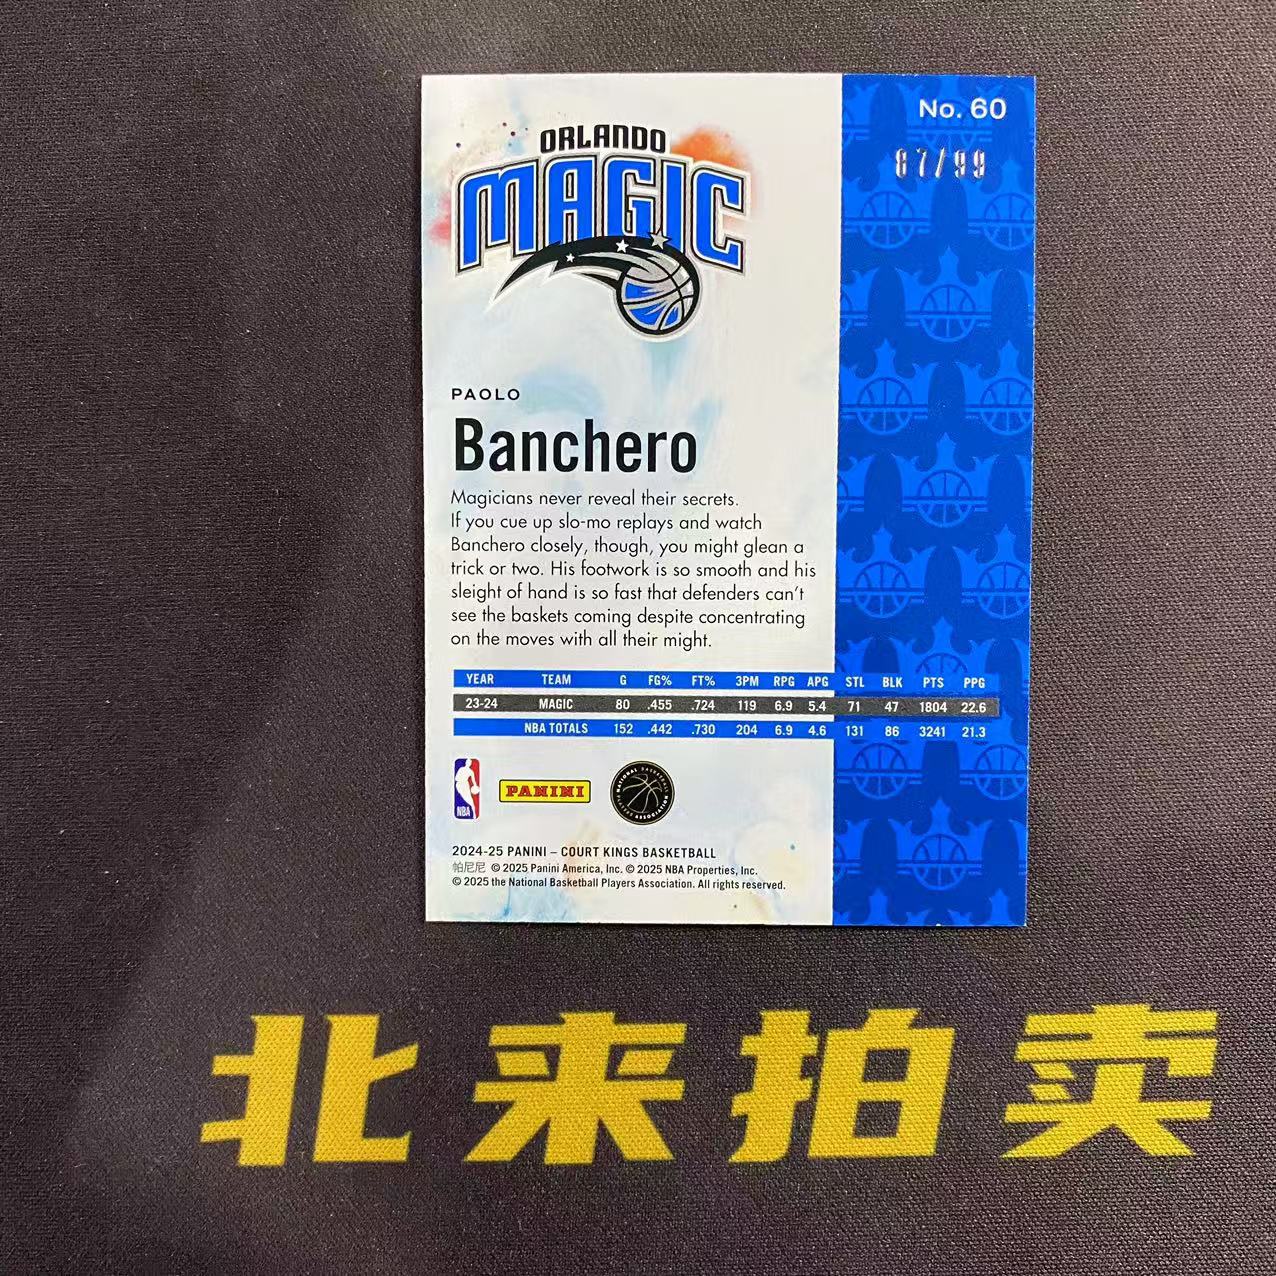 No. 60
87/99
ORLANDO
MAGIC
PAOLO
Banchero
Magicians never reveal their secrets.
If you cue up slo-mo replays and watch
Banchero closely, though, you might glean a
trick or two. His footwork is so smooth and his
sleight of hand is so fast that defenders can't
see the baskets coming despite concentrating
on the moves with all their might.
YEAR TEAM G FG% FT% 3PM RPG APG STL BLK PTS PPG
23-24 MAGIC 80 .455 .724 119 6.9 5.4 71 47 1804 22.6
NBA TOTALS 152 .442 .730 204 6.9 4.6 131 86 3241 21.3
NBA
PANINI
NATIONAL BASKETBALL PLAYERS ASSOCIATION
2024-25 PANINI – COURT KINGS BASKETBALL
帕尼尼 © 2025 Panini America, Inc. © 2025 NBA Properties, Inc.
© 2025 the National Basketball Players Association. All rights reserved.
北来拍卖